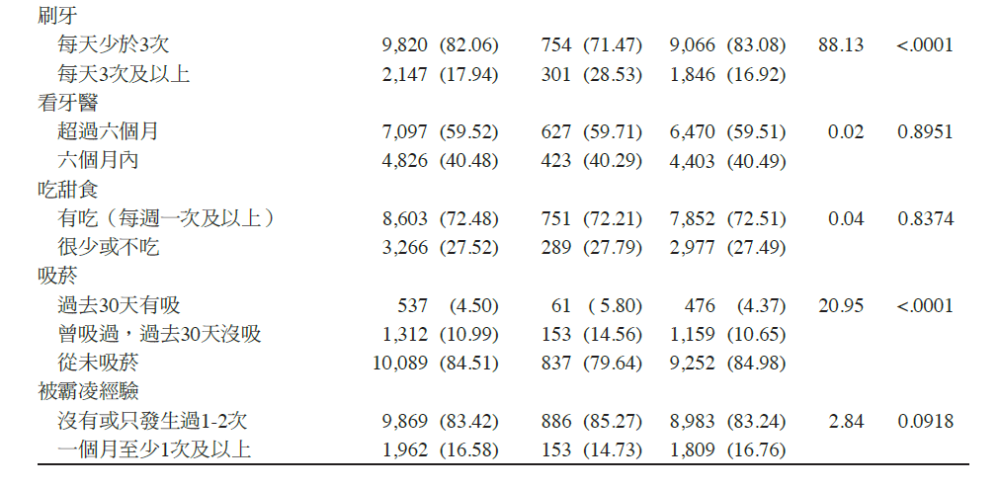 刷牙
每天少於3次 9,820 (82.06) 754 (71.47) 9,066 (83.08) 88.13 <.0001
每天3次及以上 2,147 (17.94) 301 (28.53) 1,846 (16.92)
看牙醫
超過六個月 7,097 (59.52) 627 (59.71) 6,470 (59.51) 0.02 0.8951
六個月內 4,826 (40.48) 423 (40.29) 4,403 (40.49)
吃甜食
有吃（每週一次及以上） 8,603 (72.48) 751 (72.21) 7,852 (72.51) 0.04 0.8374
很少或不吃 3,266 (27.52) 289 (27.79) 2,977 (27.49)
吸菸
過去30天有吸 537 (4.50) 61 ( 5.80) 476 (4.37) 20.95 <.0001
曾吸過，過去30天沒吸 1,312 (10.99) 153 (14.56) 1,159 (10.65)
從未吸菸 10,089 (84.51) 837 (79.64) 9,252 (84.98)
被霸凌經驗
沒有或只發生過1-2次 9,869 (83.42) 886 (85.27) 8,983 (83.24) 2.84 0.0918
一個月至少1次及以上 1,962 (16.58) 153 (14.73) 1,809 (16.76)